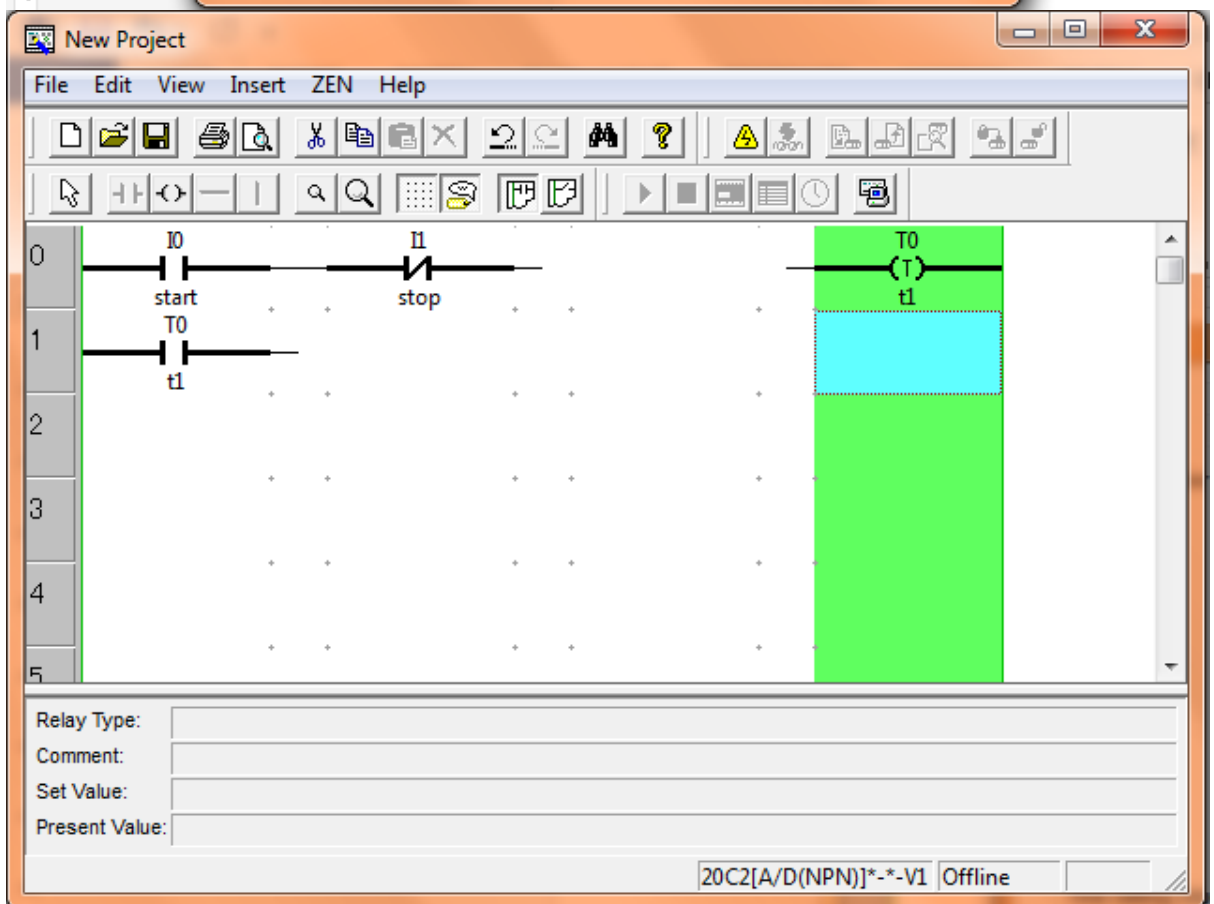 New Project
File Edit View Insert ZEN Help
0 I0 I1 T0
(T)
start stop t1
1 T0
t1
2
3
4
5
Relay Type:
Comment:
Set Value:
Present Value:
20C2[A/D(NPN)]*-*-V1 Offline